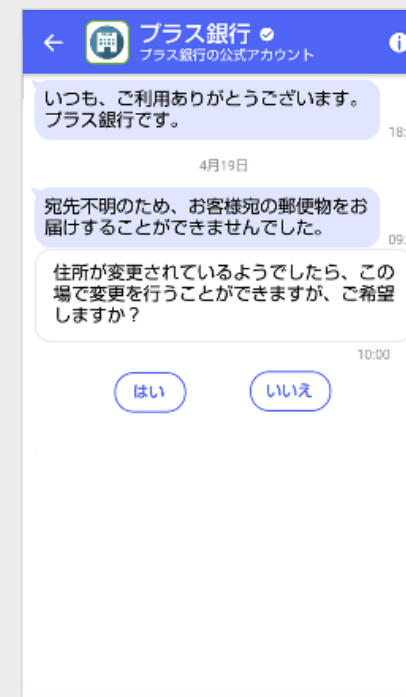 プラス銀行
プラス銀行の公式アカウント
いつも、ご利用ありがとうございます。
プラス銀行です。
18:
4月19日
宛先不明のため、お客様宛の郵便物をお
届けすることができませんでした。
09:
住所が変更されているようでしたら、この
場で変更を行うことができますが、ご希望
しますか？
10:00
はい
いいえ